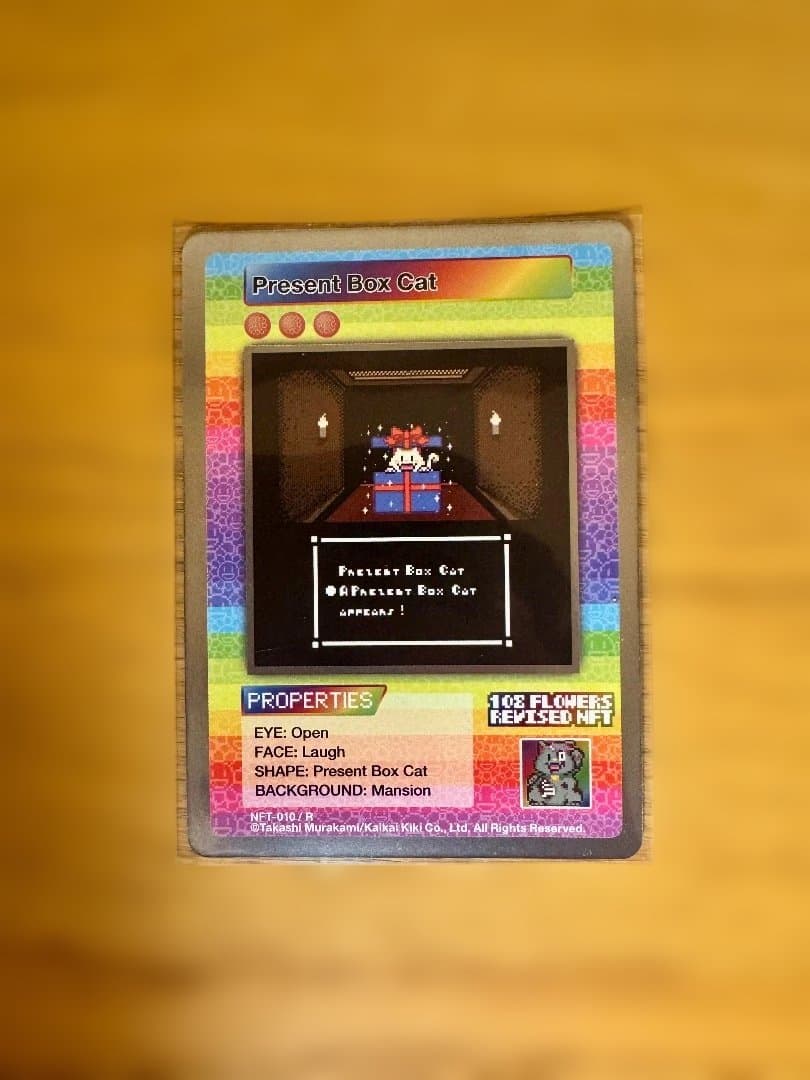 Present Box Cat
Present Box Cat
●A Present Box Cat
appears!
PROPERTIES
108 FLOWERS
REVISED NFT
EYE: Open
FACE: Laugh
SHAPE: Present Box Cat
BACKGROUND: Mansion
NFT-010 / R
©Takashi Murakami/Kaikai Kiki Co., Ltd. All Rights Reserved.